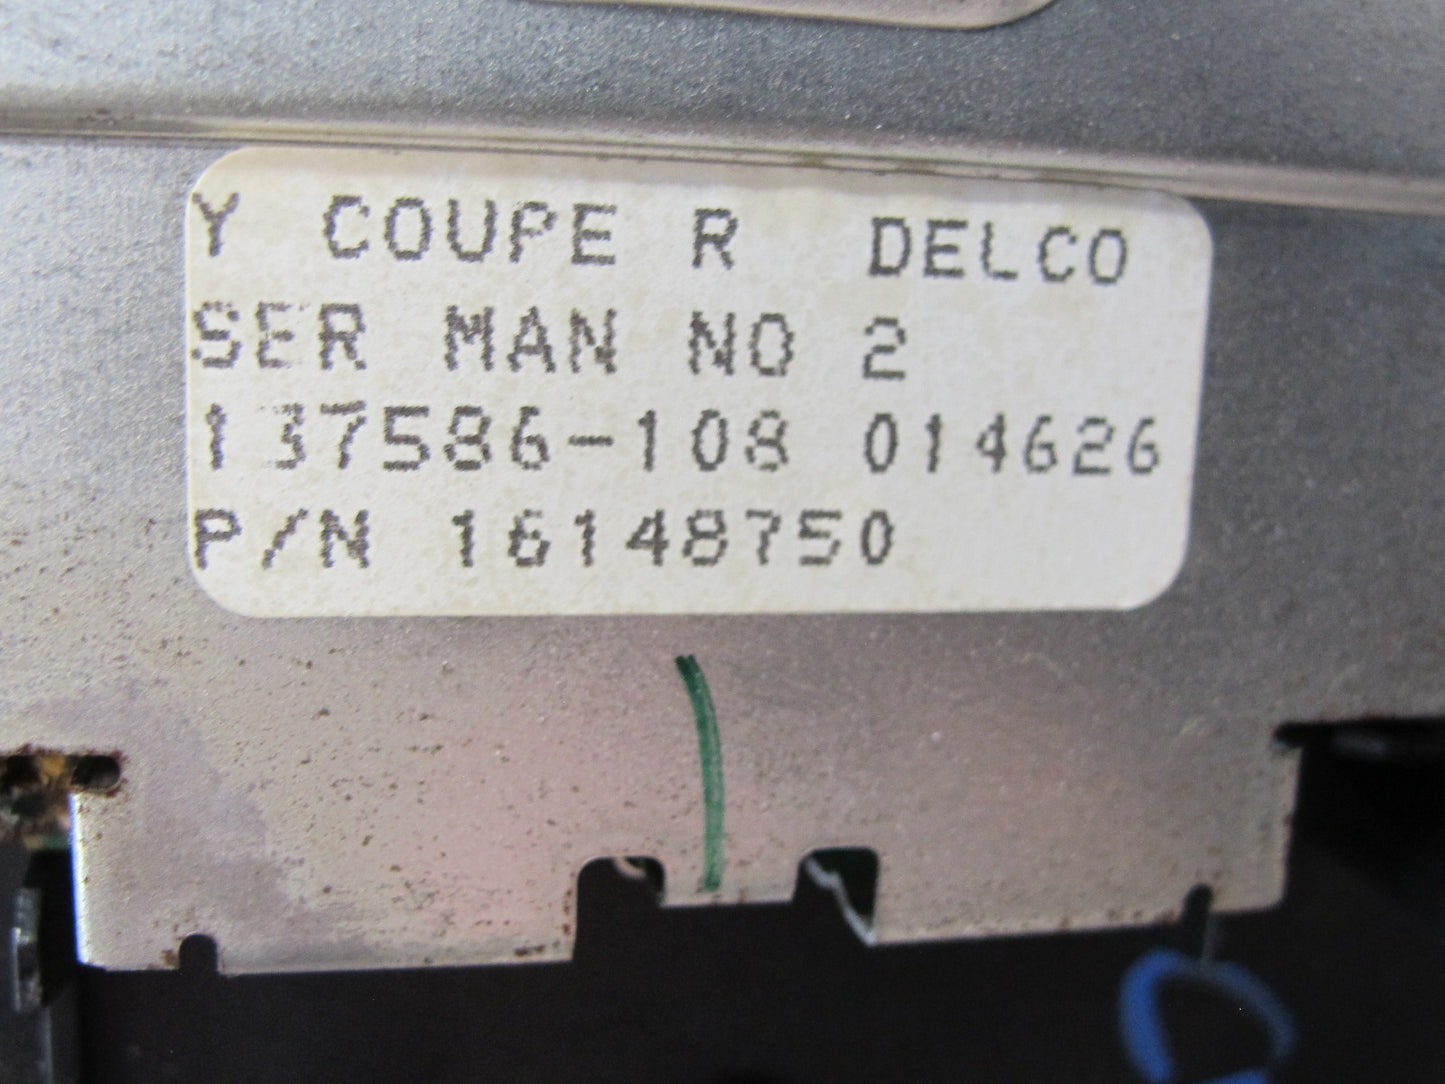 Y COUPE R DELCO
SER MAN NO 2
137586-108 014626
P/N 16148750